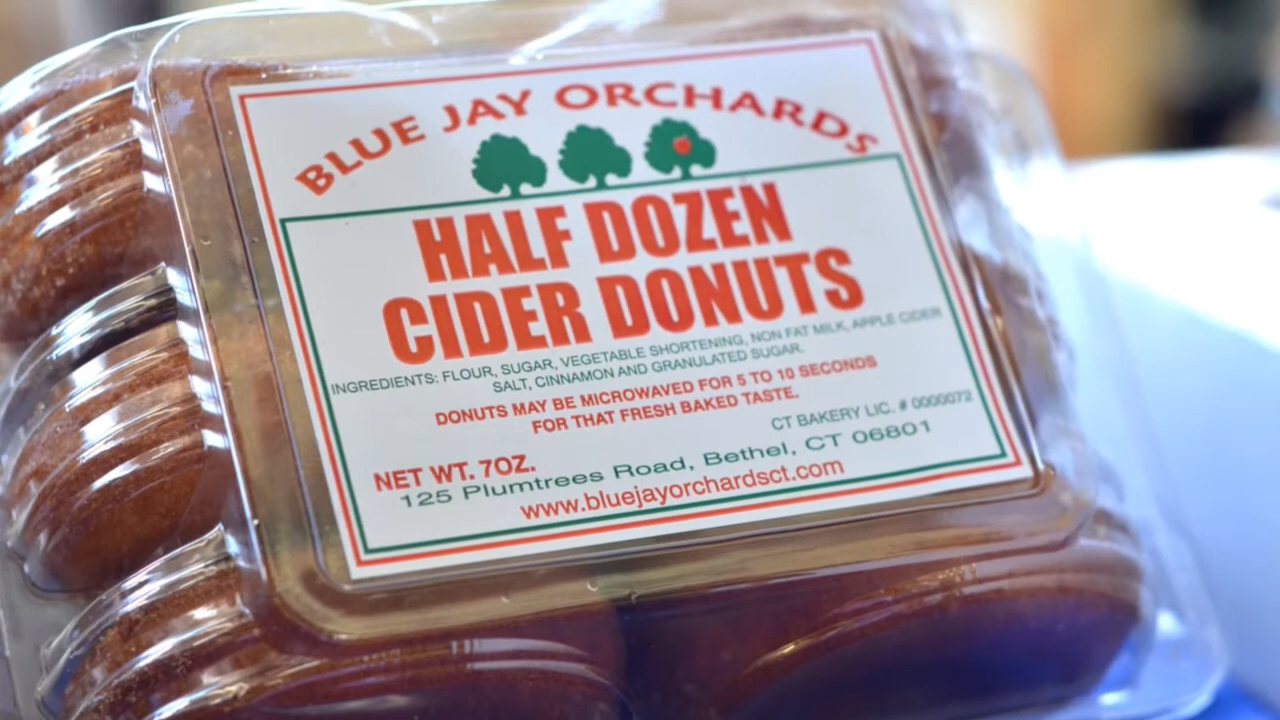 BLUE JAY ORCHARDS
HALF DOZEN
CIDER DONUTS
INGREDIENTS: FLOUR, SUGAR, VEGETABLE SHORTENING, NON FAT MILK, APPLE CIDER
SALT, CINNAMON AND GRANULATED SUGAR.
DONUTS MAY BE MICROWAVED FOR 5 TO 10 SECONDS
FOR THAT FRESH BAKED TASTE.
CT BAKERY LIC. # 0000072
NET WT. 7OZ.
125 Plumtrees Road, Bethel, CT 06801
www.bluejayorchardsct.com